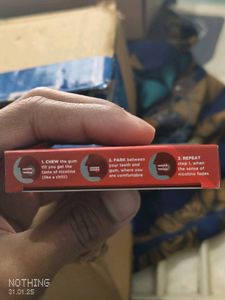 1. CHEW the gum
till you get the
taste of nicotine
(like a chilli)
2. PARK between
your teeth and
gum, where you
are comfortable
3. REPEAT
step 1, when
the sense of
nicotine fades
NOTHING
31.01.25